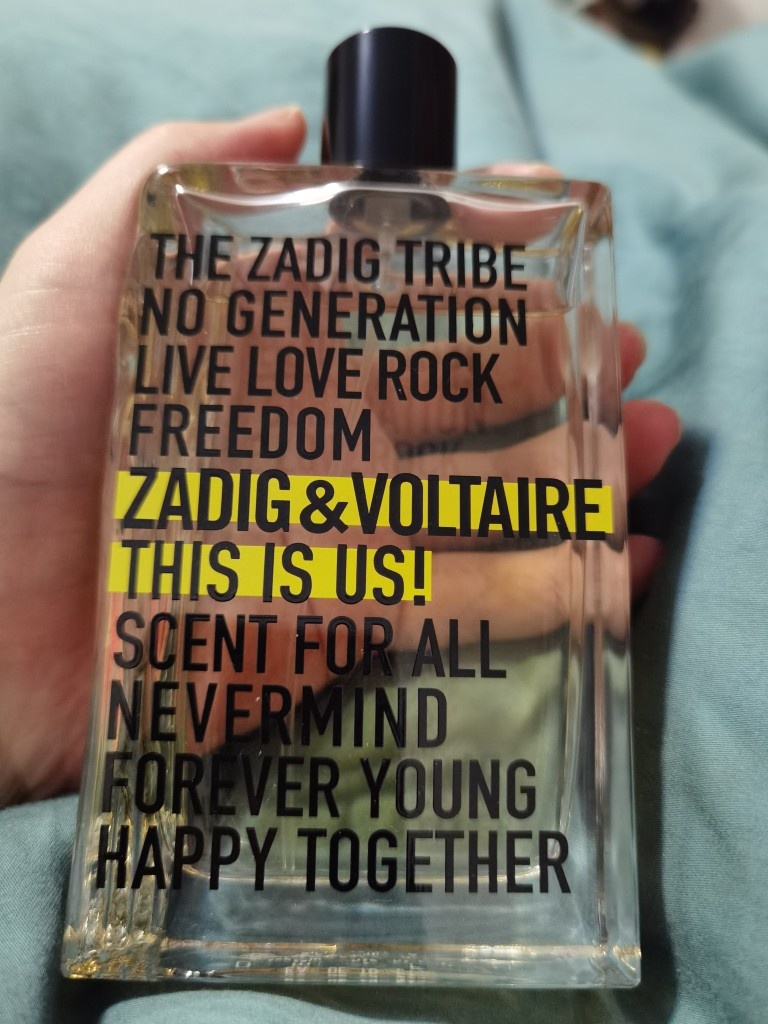 THE ZADIG TRIBE
NO GENERATION
LIVE LOVE ROCK
FREEDOM
ZADIG&VOLTAIRE
THIS IS US!
SCENT FOR ALL
NEVERMIND
FOREVER YOUNG
HAPPY TOGETHER